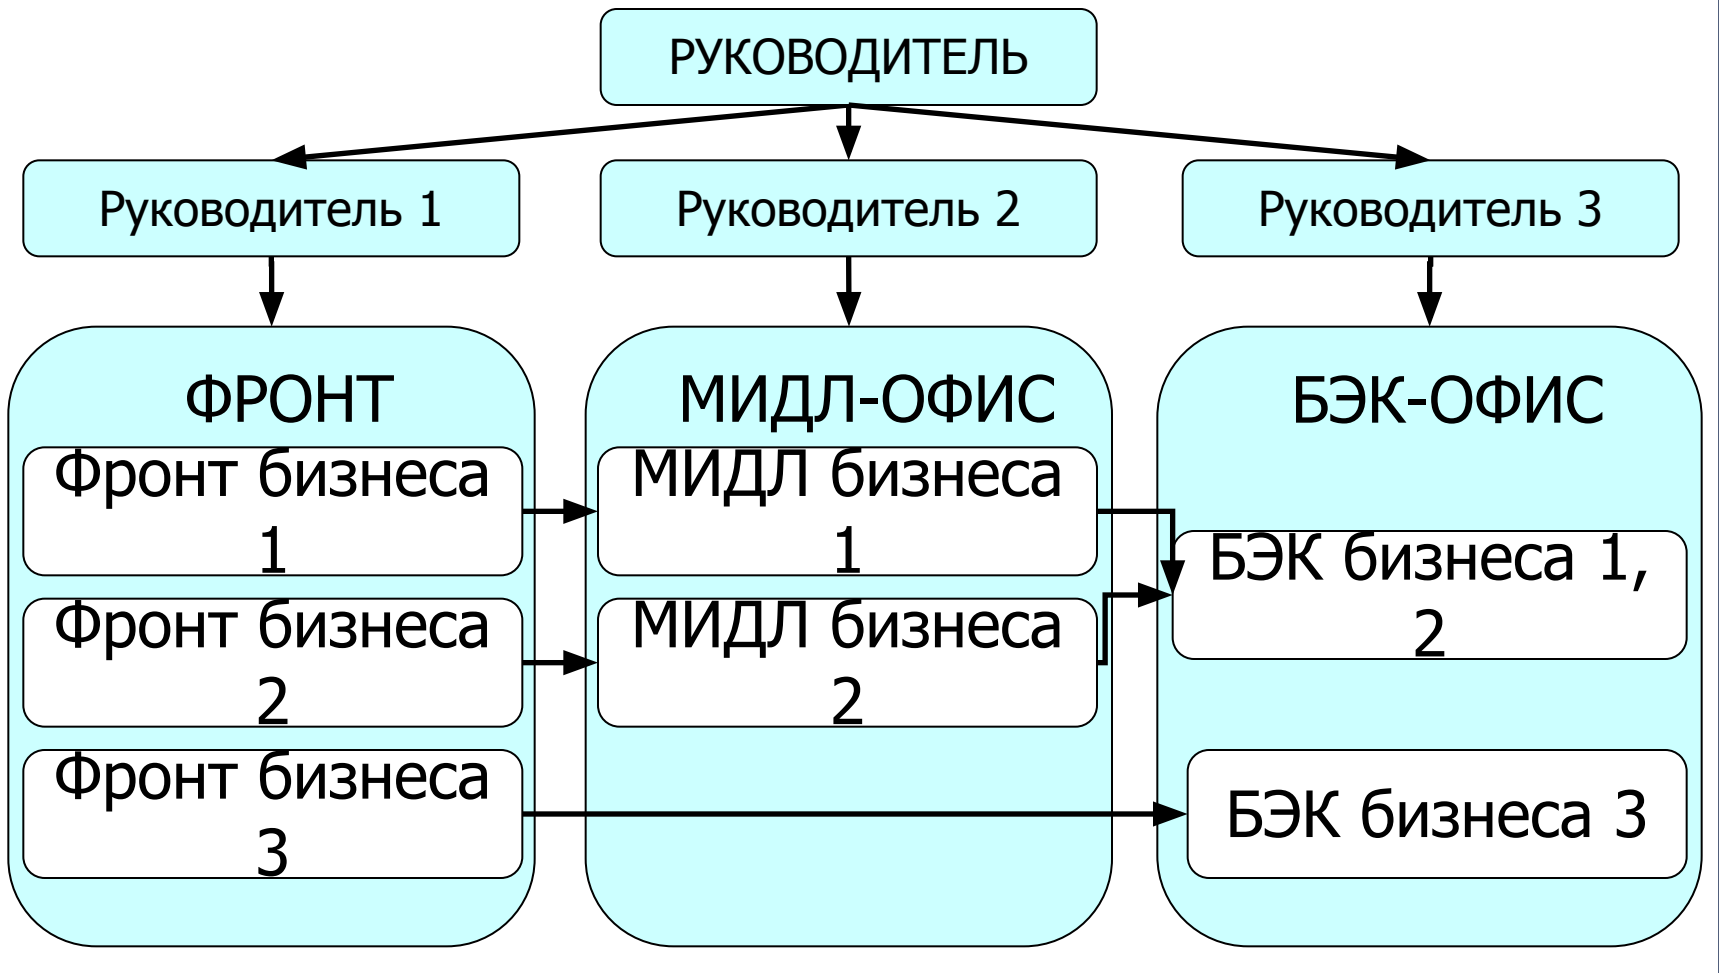 РУКОВОДИТЕЛЬ
Руководитель 1
Руководитель 2
Руководитель 3
ФРОНТ
Фронт бизнеса
1
Фронт бизнеса
2
Фронт бизнеса
3
МИДЛ-ОФИС
МИДЛ бизнеса
1
МИДЛ бизнеса
2
БЭК-ОФИС
БЭК бизнеса 1,
2
БЭК бизнеса 3